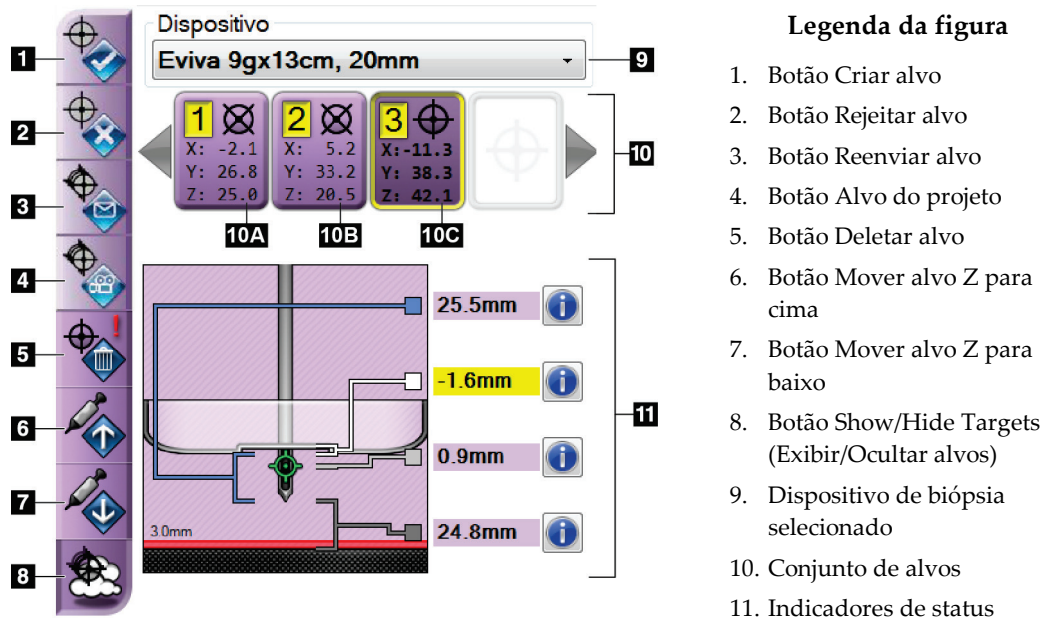 Dispositivo
Eviva 9gx13cm, 20mm
1
2
3
4
5
6
7
8
9
1
X: -2.1
Y: 26.8
Z: 25.0
2
X: 5.2
Y: 33.2
Z: 20.5
3
X:-11.3
Y: 38.3
Z: 42.1
10
10A
10B
10C
25.5mm
-1.6mm
0.9mm
24.8mm
3.0mm
11
Legenda da figura
1. Botão Criar alvo
2. Botão Rejeitar alvo
3. Botão Reenviar alvo
4. Botão Alvo do projeto
5. Botão Deletar alvo
6. Botão Mover alvo Z para
cima
7. Botão Mover alvo Z para
baixo
8. Botão Show/Hide Targets
(Exibir/Ocultar alvos)
9. Dispositivo de biópsia
selecionado
10. Conjunto de alvos
11. Indicadores de status